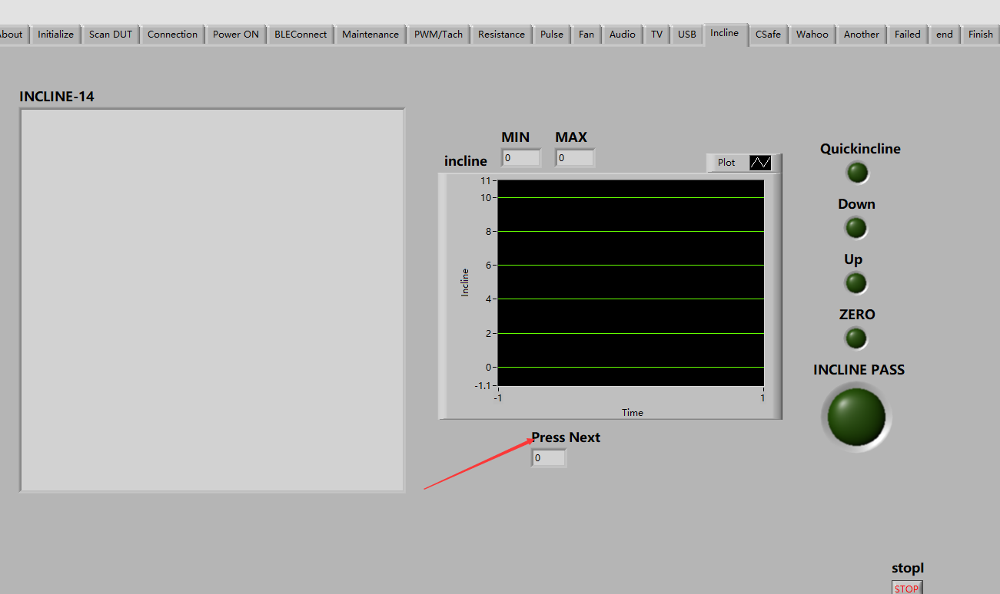 About Initialize Scan DUT Connection Power ON BLEConnect Maintenance PWM/Tach Resistance Pulse Fan Audio TV USB Incline CSafe Wahoo Another Failed end Finish
INCLINE-14
MIN MAX
incline 0 0
Plot
11
10
8
6
4
2
0
-1.1
Incline
-1 1
Time
Press Next
0
Quickincline
Down
Up
ZERO
INCLINE PASS
stopI
STOP